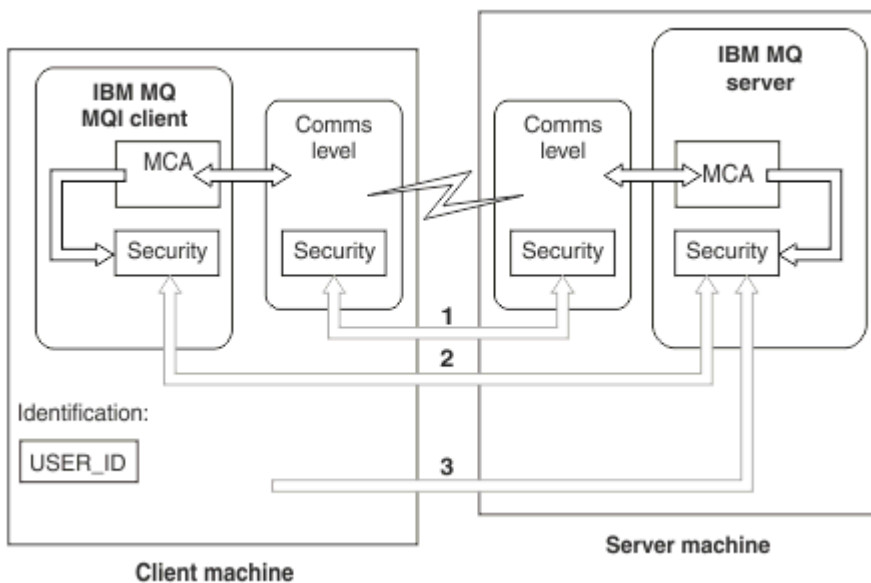 IBM MQ
MQI client
MCA
Security
Comms
level
Security
Comms
level
Security
IBM MQ
server
MCA
Security
1
2
3
Identification:
USER_ID
Client machine
Server machine